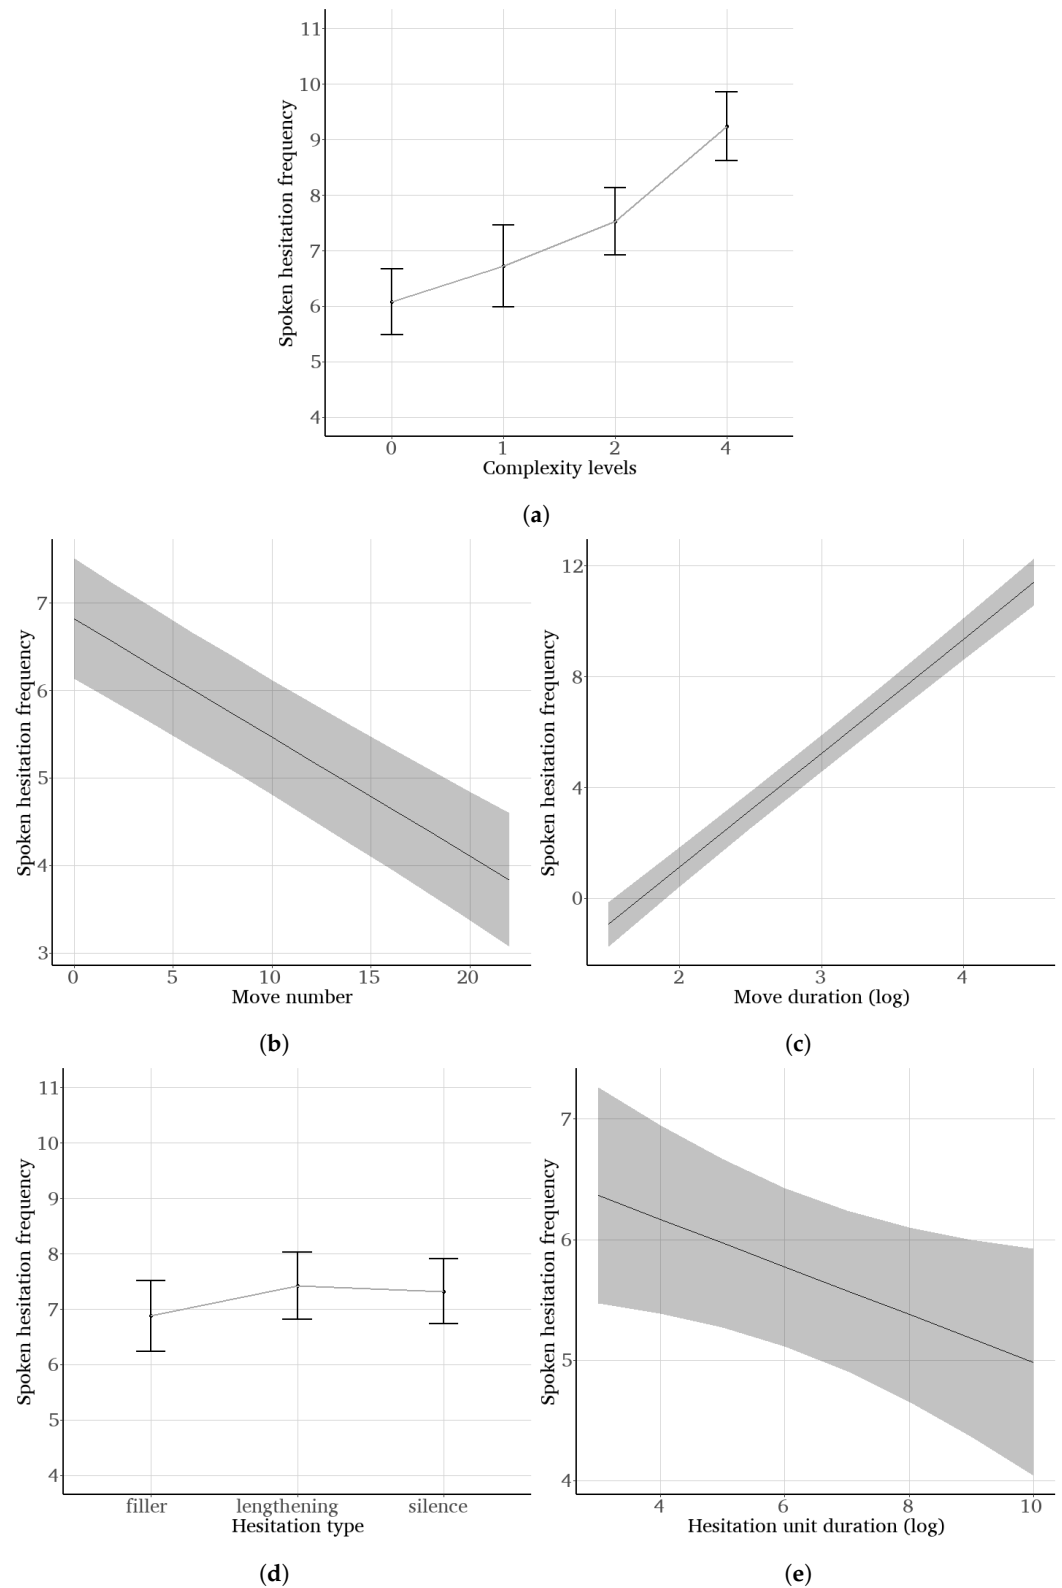 11
10
9
8
7
6
5
4
Spoken hesitation frequency
0 1 2 4
Complexity levels
(a)
7
6
5
4
3
Spoken hesitation frequency
0 5 10 15 20
Move number
(b)
12
8
4
0
Spoken hesitation frequency
2 3 4
Move duration (log)
(c)
11
10
9
8
7
6
5
4
Spoken hesitation frequency
filler lengthening silence
Hesitation type
(d)
7
6
5
4
Spoken hesitation frequency
4 6 8 10
Hesitation unit duration (log)
(e)